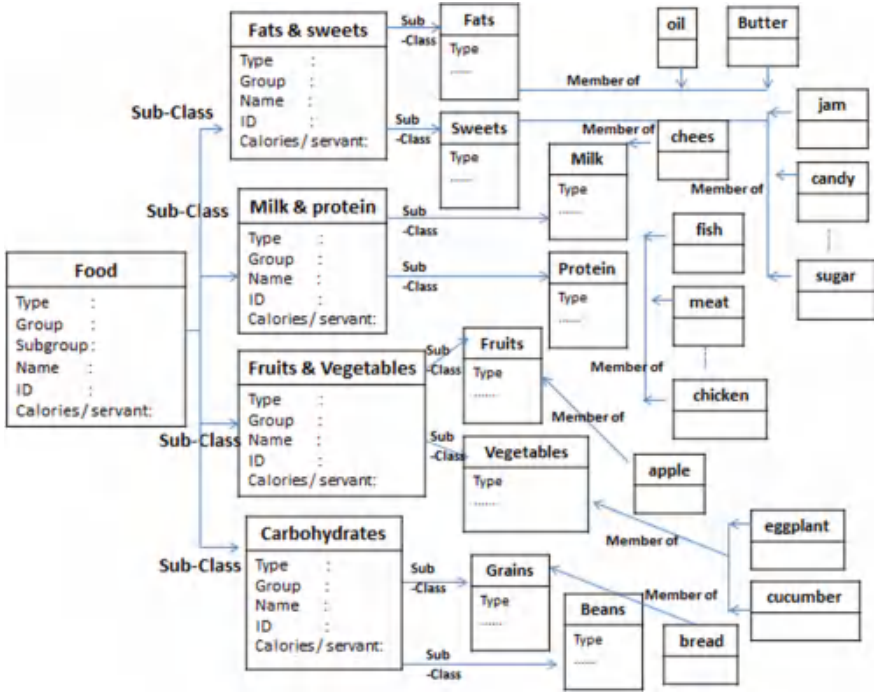 Food
Type :
Group :
Subgroup :
Name :
ID :
Calories/ servant:
Sub-Class
Fats & sweets
Type :
Group :
Name :
ID :
Calories/ servant:
Sub
-Class
Fats
Type
......
Member of
oil
Butter
Sub
-Class
Sweets
Type
......
Member of
jam
candy
sugar
Sub-Class
Milk & protein
Type :
Group :
Name :
ID :
Calories/ servant:
Sub
-Class
Milk
Type
......
Member of
chees
Sub
-Class
Protein
Type
......
Member of
fish
meat
chicken
Sub-Class
Fruits & Vegetables
Type :
Group :
Name :
ID :
Calories/ servant:
Sub
-Class
Fruits
Type
......
Member of
apple
Sub
-Class
Vegetables
Type
......
Member of
eggplant
cucumber
Sub-Class
Carbohydrates
Type :
Group :
Name :
ID :
Calories/ servant:
Sub
-Class
Grains
Type
......
Member of
bread
Sub
-Class
Beans
Type
......